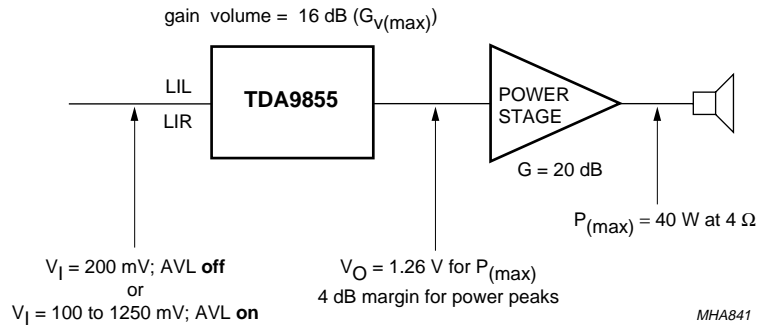 gain volume = 16 dB (Gv(max))
LIL
LIR
TDA9855
POWER
STAGE
G = 20 dB
P(max) = 40 W at 4 Ω
VI = 200 mV; AVL off
or
VI = 100 to 1250 mV; AVL on
VO = 1.26 V for P(max)
4 dB margin for power peaks
MHA841